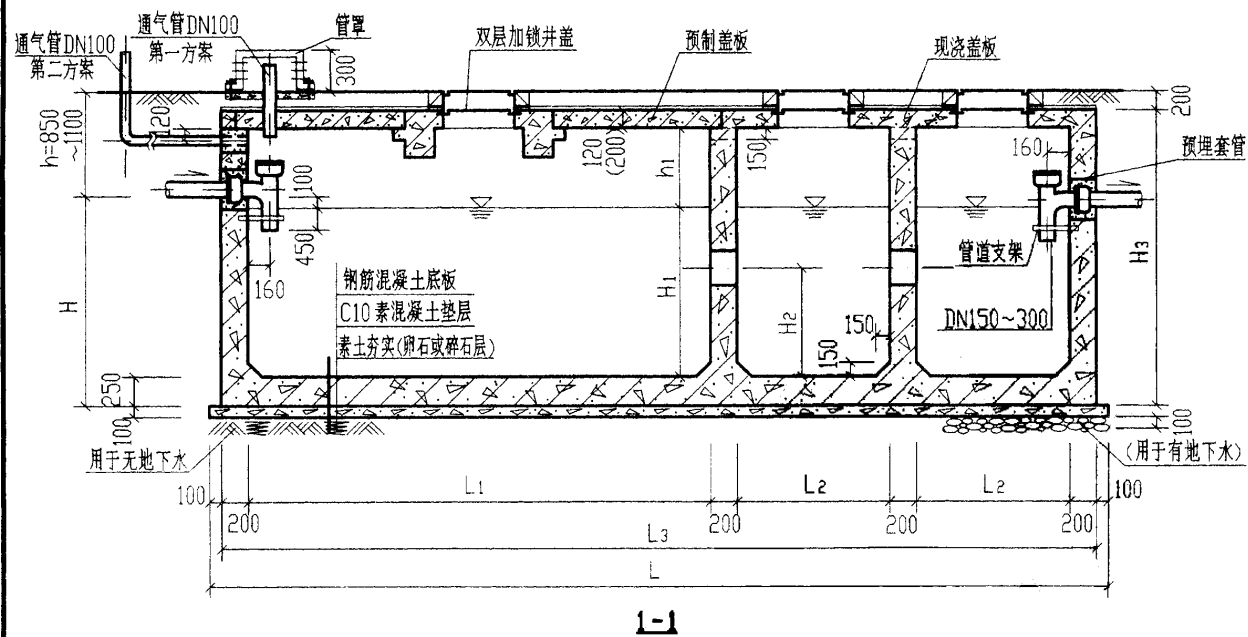 通气管DN100
第一方案
管罩
通气管DN100
第二方案
双层加锁井盖
预制盖板
现浇盖板
300
200
120
h=850
~1100
120
(200)
h1
150
160
预埋套管
100
450
160
H
H1
H2
H3
钢筋混凝土底板
C10素混凝土垫层
素土夯实(卵石或碎石层)
管道支架
DN150~300
150
150
250
100
100
用于无地下水
(用于有地下水)
100
L1
L2
L2
100
200
200
200
200
L3
L
1-1